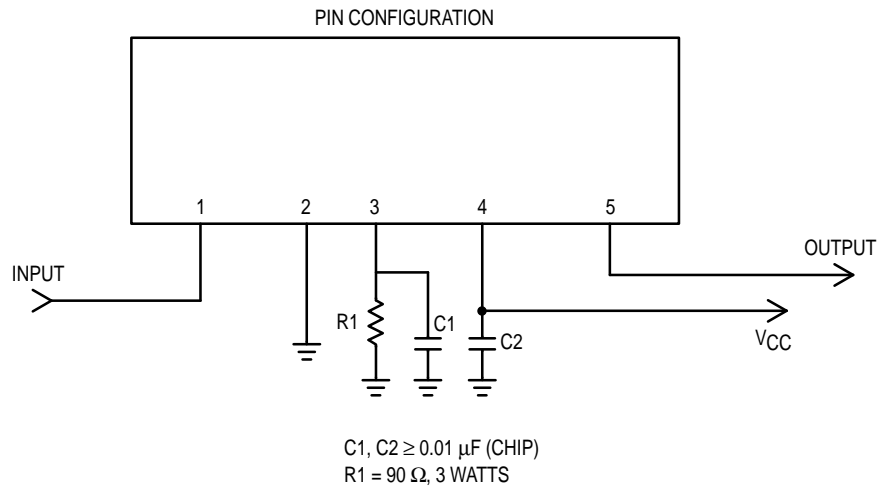 PIN CONFIGURATION
1 2 3 4 5
INPUT
OUTPUT
R1
C1
C2
VCC
C1, C2 ≥ 0.01 μF (CHIP)
R1 = 90 Ω, 3 WATTS